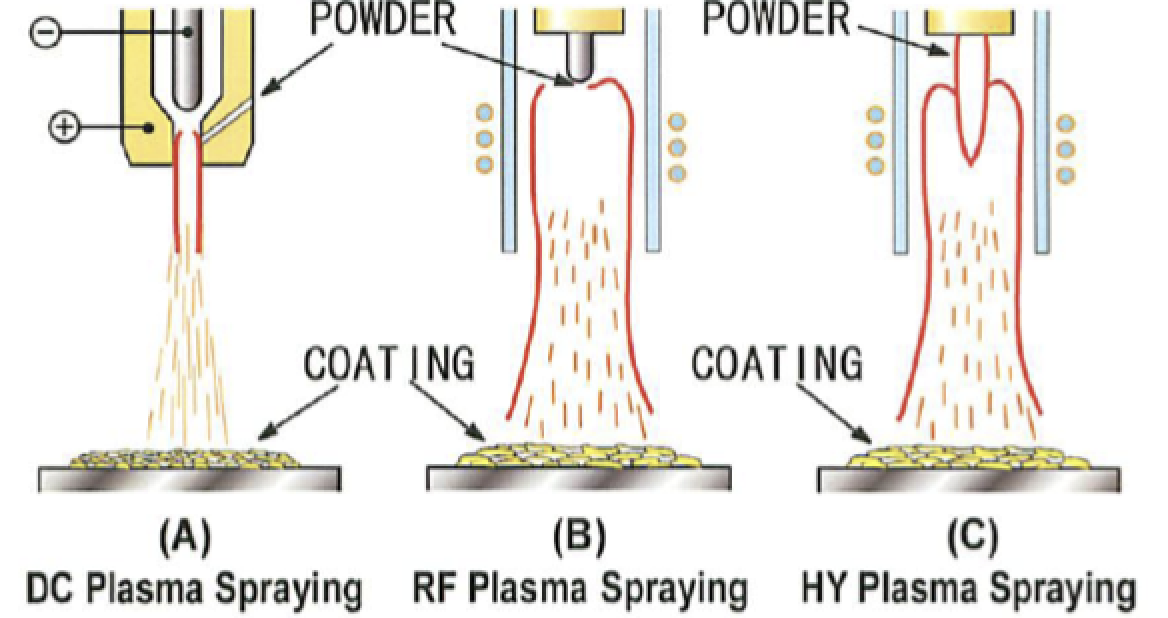 POWDER
POWDER
−
+
COATING
COATING
(A)
(B)
(C)
DC Plasma Spraying
RF Plasma Spraying
HY Plasma Spraying